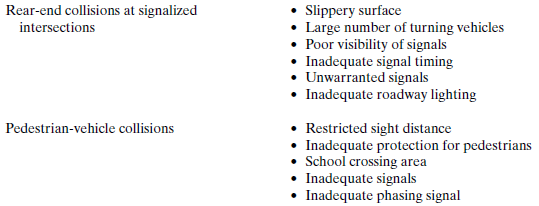 Rear-end collisions at signalized intersections
• Slippery surface
• Large number of turning vehicles
• Poor visibility of signals
• Inadequate signal timing
• Unwarranted signals
• Inadequate roadway lighting
Pedestrian-vehicle collisions
• Restricted sight distance
• Inadequate protection for pedestrians
• School crossing area
• Inadequate signals
• Inadequate phasing signal